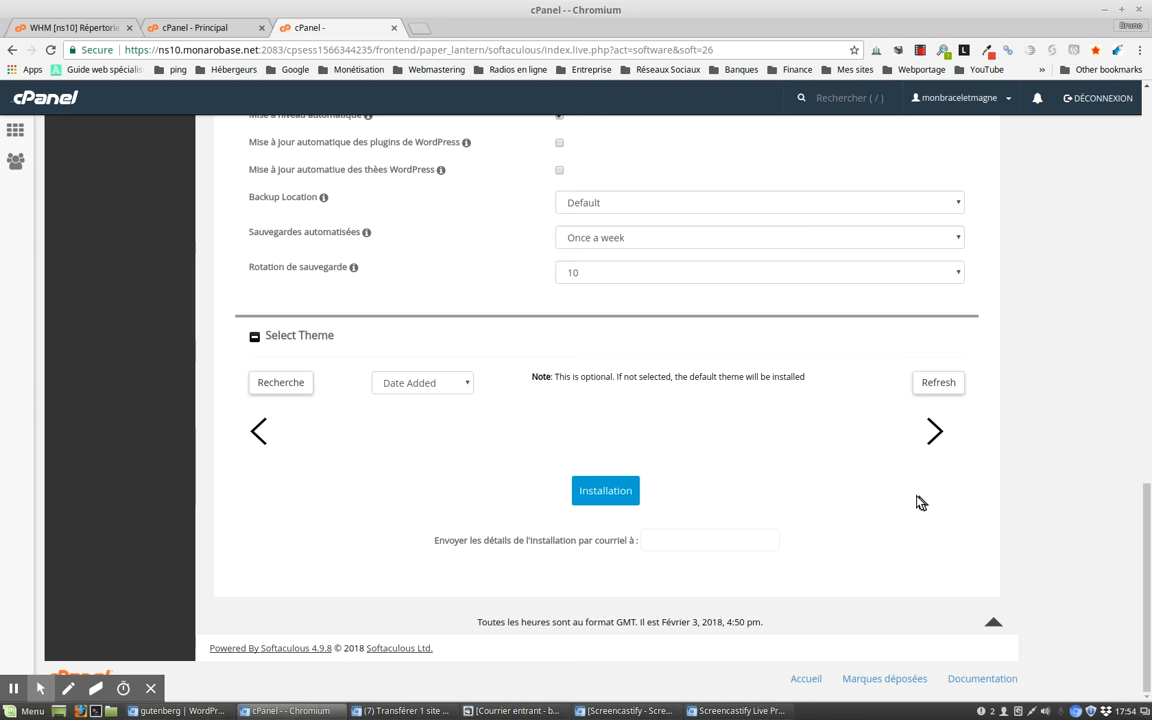 cPanel - - Chromium
WHM [ns10] Répertorie
cPanel - Principal
cPanel -
Bruno
Secure
https://ns10.monarobase.net:2083/cpsess1566344235/frontend/paper_lantern/softaculous/index.live.php?act=software&soft=26
Apps
Guide web spécialis
ping
Hébergeurs
Google
Monétisation
Webmastering
Radios en ligne
Entreprise
Réseaux Sociaux
Banques
Finance
Mes sites
Webportage
YouTube
»
Other bookmarks
cPanel
Rechercher ( / )
monbraceletmagne
DÉCONNEXION
Mise à niveau automatique
Mise à Jour automatique des plugins de WordPress
Mise à Jour automatiue des thèes WordPress
Backup Location
Default
Sauvegardes automatisées
Once a week
Rotation de sauvegarde
10
Select Theme
Recherche
Date Added
Note: This is optional. If not selected, the default theme will be installed
Refresh
Installation
Envoyer les détails de l'installation par courriel à :
Toutes les heures sont au format GMT. Il est Février 3, 2018, 4:50 pm.
Powered By Softaculous 4.9.8 © 2018 Softaculous Ltd.
Accueil
Marques déposées
Documentation
Menu
gutenberg | WordPr...
cPanel - - Chromium
(7) Transférer 1 site ...
[Courrier entrant - b...
[Screencastify - Scre...
Screencastify Live Pr...
2
17:54